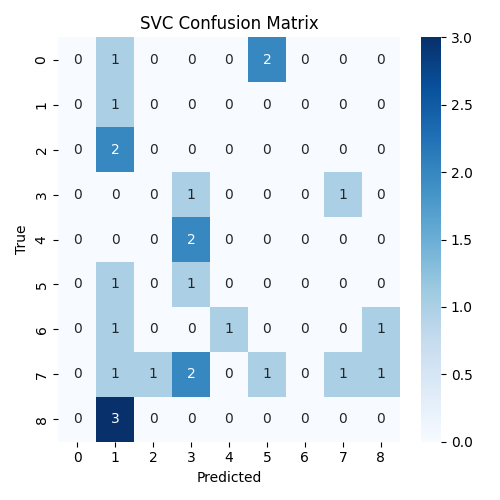 SVC Confusion Matrix
0 0 1 0 0 0 2 0 0 0
1 0 1 0 0 0 0 0 0 0
2 0 2 0 0 0 0 0 0 0
3 0 0 0 1 0 0 0 1 0
4 0 0 0 2 0 0 0 0 0
5 0 1 0 1 0 0 0 0 0
6 0 1 0 0 1 0 0 0 1
7 0 1 1 2 0 1 0 1 1
8 0 3 0 0 0 0 0 0 0
0 1 2 3 4 5 6 7 8
True
Predicted
3.0
2.5
2.0
1.5
1.0
0.5
0.0